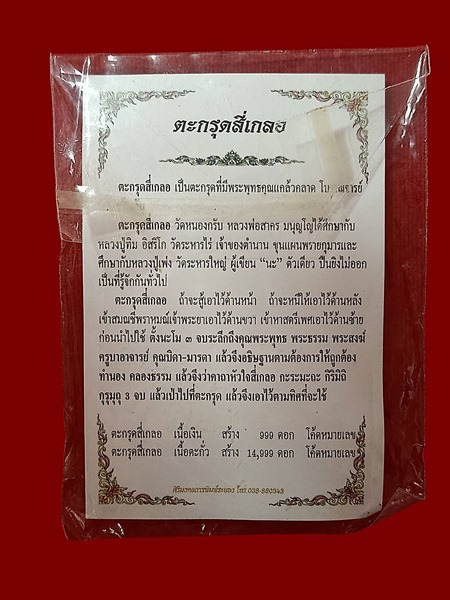 ตะกรุดสี่เกลอ
ตะกรุดสี่เกลอ เป็นตะกรุดที่มีพระพุทธคุณแคล้วคลาด
ตะกรุดสี่เกลอ วัดหนองกรับ หลวงพ่อสาคร มนุญโญได้ศึกษากับ
หลวงปู่ทิม อิสริโก วัดระหารไร่ เจ้าของตำนาน ขุนแผนพรายกุมารและ
ศึกษากับหลวงปู่เพ่ง วัดระหารใหญ่ ผู้เขียน “นะ” ตัวเดียว ปืนยิงไม่ออก
เป็นที่รู้จักกันทั่วไป
ตะกรุดสี่เกลอ ถ้าจะสู้เอาไว้ด้านหน้า ถ้าจะหนีให้เอาไว้ด้านหลัง
เข้าสมณชีพราหมณ์เจ้าพระยาเอาไว้ด้านขวา เข้าหาสตรีเพศเอาไว้ด้านซ้าย
ก่อนนำไปใช้ ตั้งนะโม ๓ จบระลึกถึงคุณพระพุทธ พระธรรม พระสงฆ์
ครูบาอาจารย์ คุณบิดา-มารดา แล้วจึงอธิษฐานตามต้องการให้ถูกต้อง
ทำนอง คลองธรรม แล้วจึงว่าคาถาหัวใจสี่เกลอ กะระมะถะ กิริมิถิ
กุรุมุถุ 3 จบ แล้วเป่าไปที่ตะกรุด แล้วจึงเอาไว้ตามทิศที่จะใช้
ตะกรุดสี่เกลอ เนื้อเงิน สร้าง 999 ดอก โค้ดหมายเลข
ตะกรุดสี่เกลอ เนื้อตะกั่ว สร้าง 14,999 ดอก โค้ดหมายเลข
โทร.038-880343